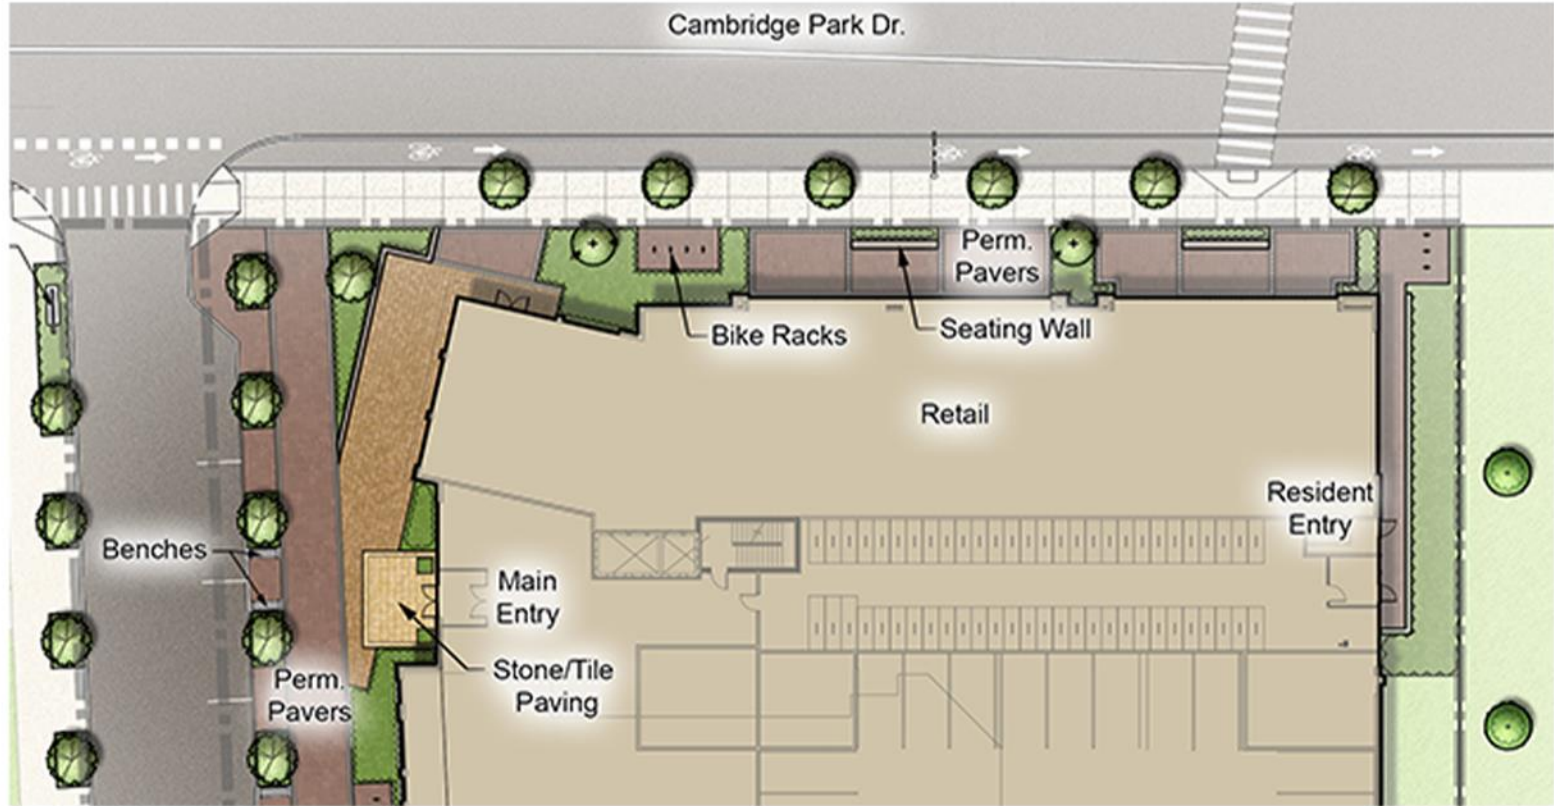 Cambridge Park Dr.
Perm.
Pavers
Bike Racks
Seating Wall
Retail
Resident
Entry
Benches
Main
Entry
Stone/Tile
Paving
Perm.
Pavers